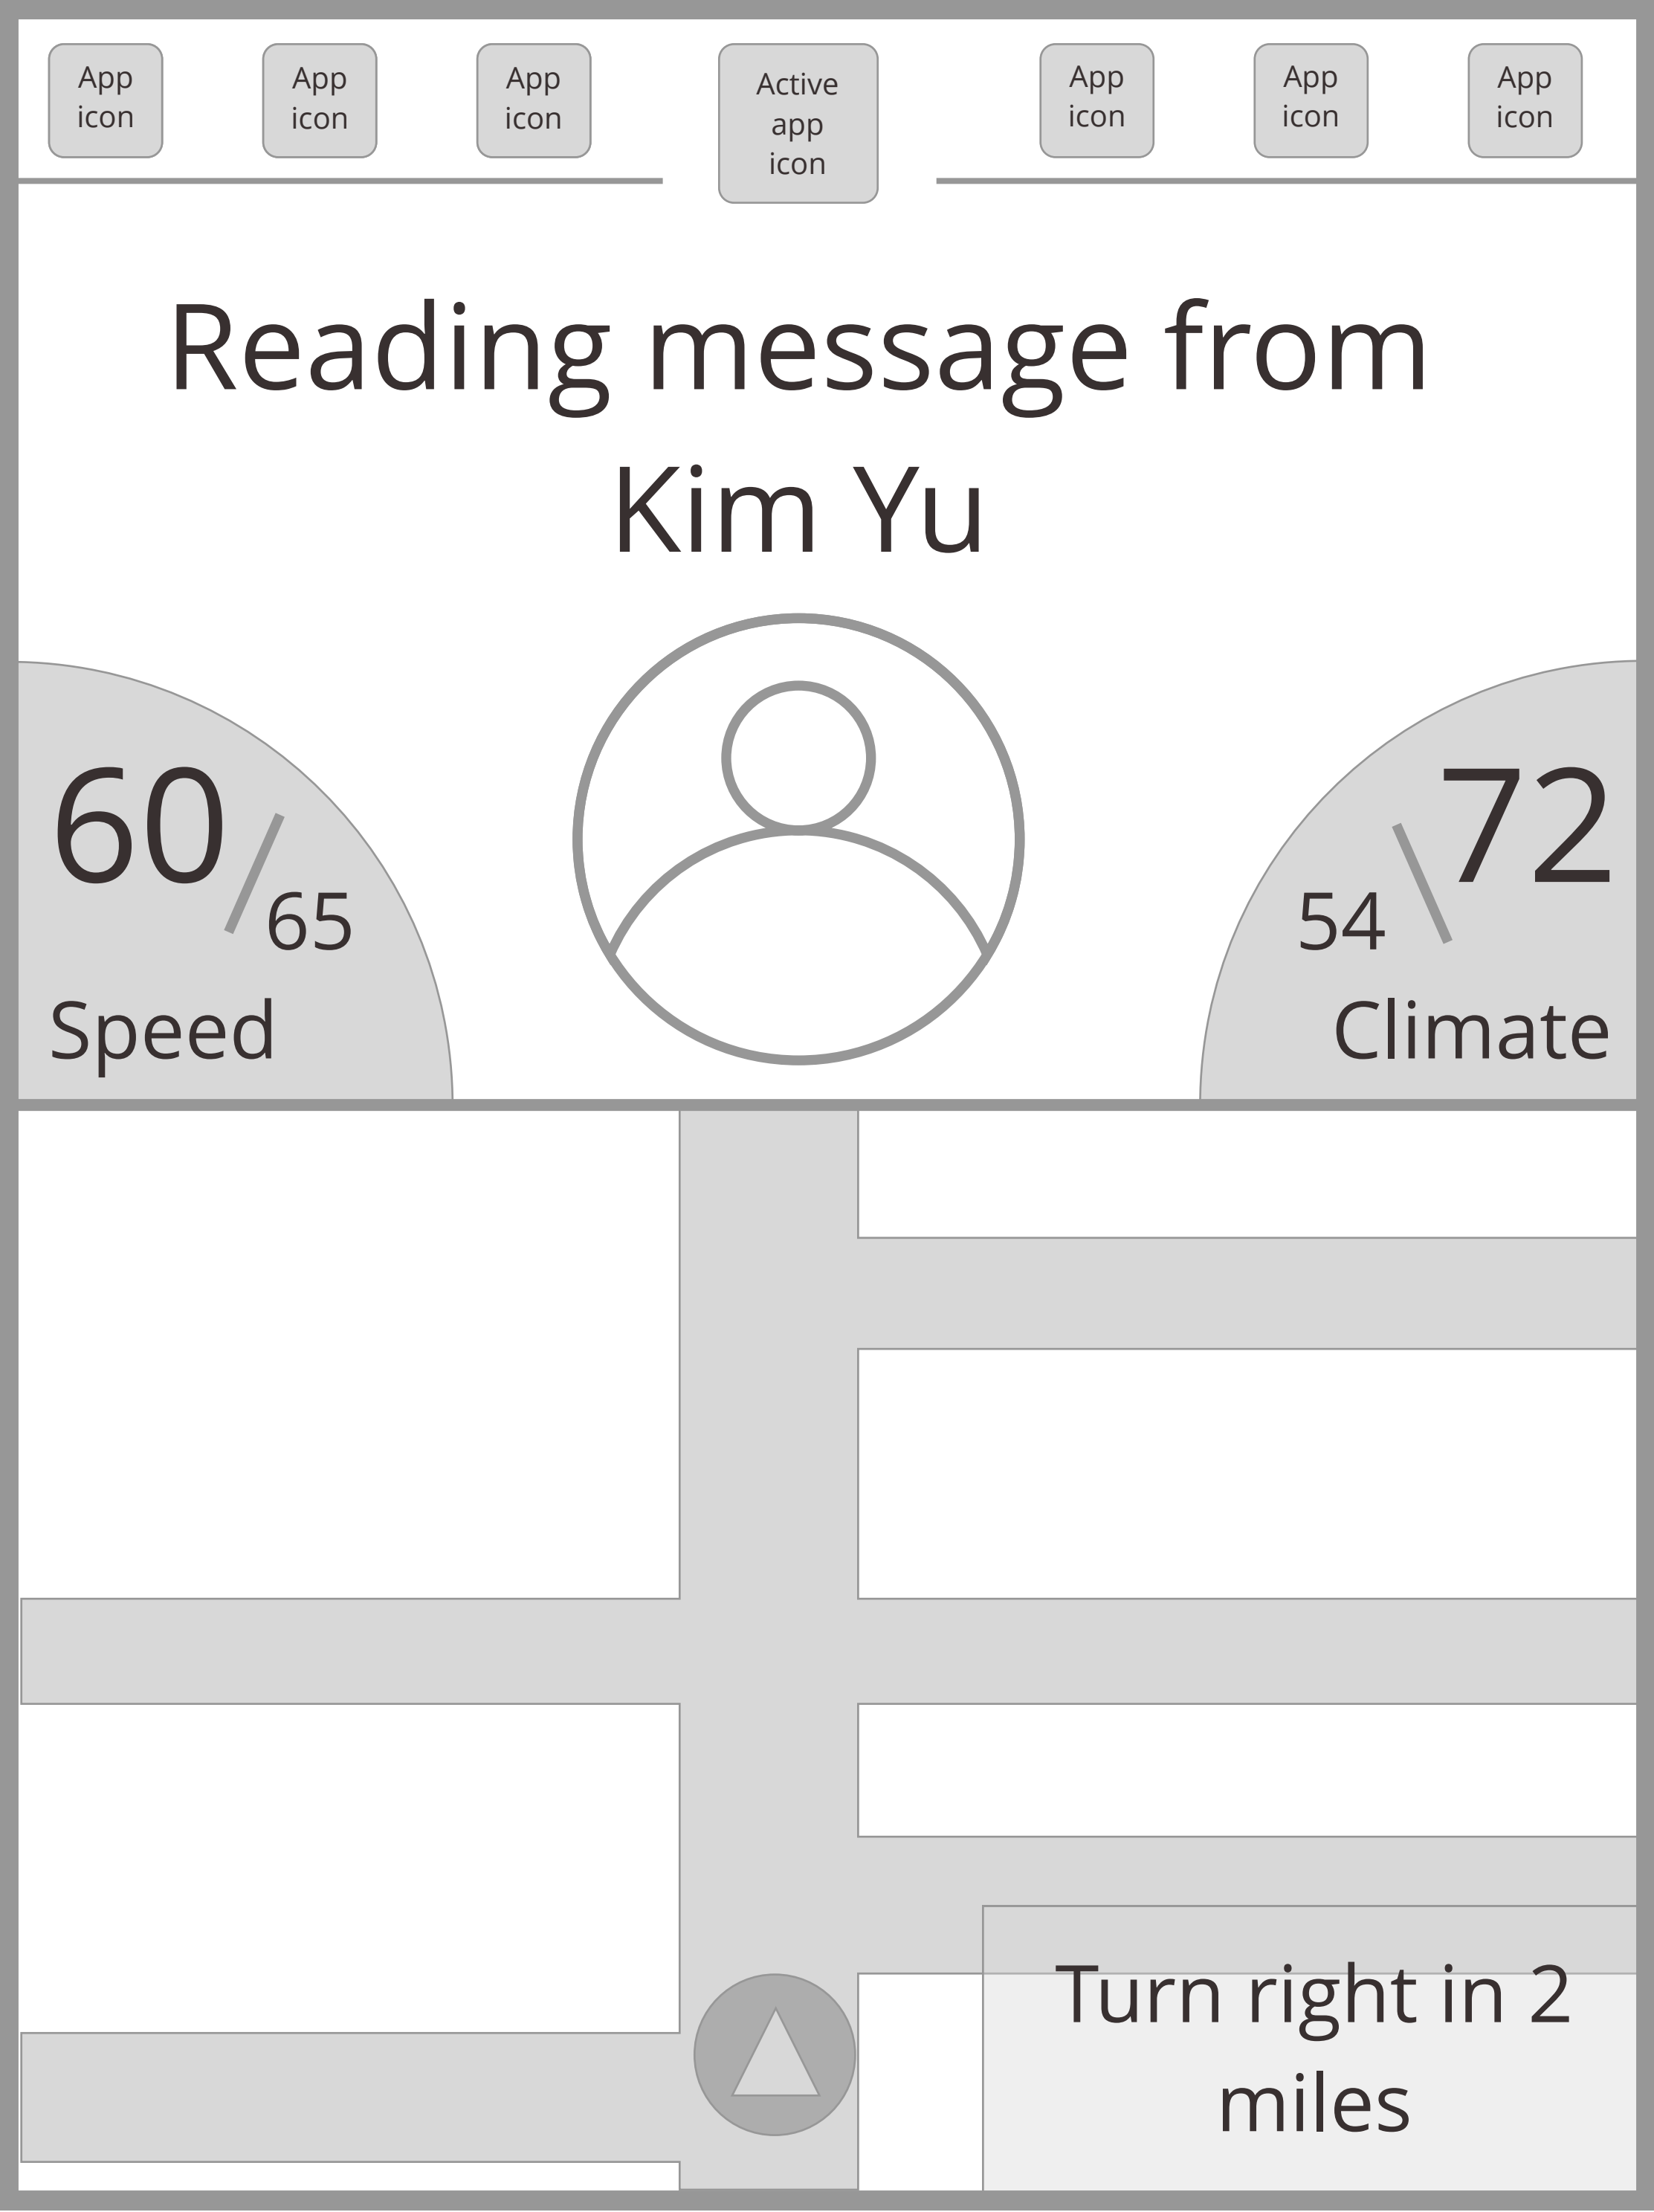 App
icon
App
icon
App
icon
Active
app
icon
App
icon
App
icon
App
icon
Reading message from
Kim Yu
60
65
Speed
72
54
Climate
Turn right in 2
miles